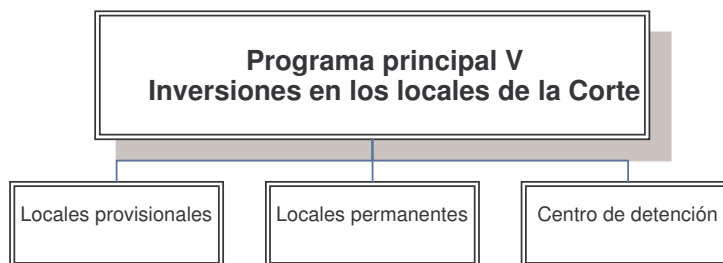 Programa principal V
Inversiones en los locales de la Corte
Locales provisionales
Locales permanentes
Centro de detención